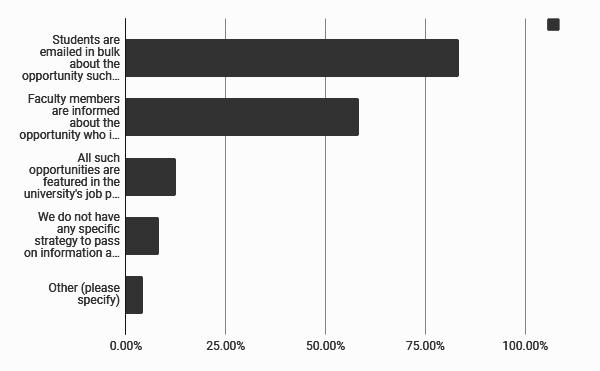 Students are
emailed in bulk
about the
opportunity such...
Faculty members
are informed
about the
opportunity who i...
All such
opportunities are
featured in the
university's job p...
We do not have
any specific
strategy to pass
on information a...
Other (please
specify)
0.00% 25.00% 50.00% 75.00% 100.00%